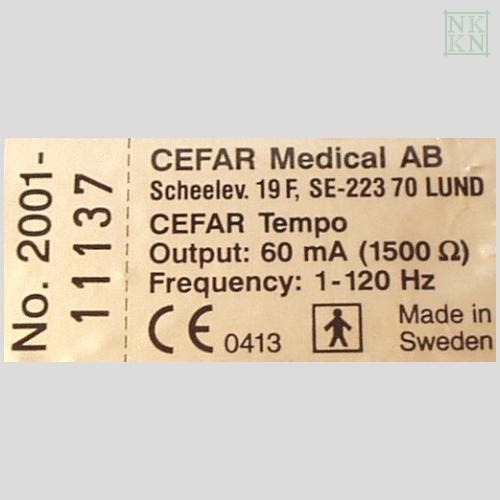 NK
KN
No. 2001-
11137
CEFAR Medical AB
Scheelev. 19 F, SE-223 70 LUND
CEFAR Tempo
Output: 60 mA (1500 Ω)
Frequency: 1-120 Hz
CE 0413
Made in
Sweden